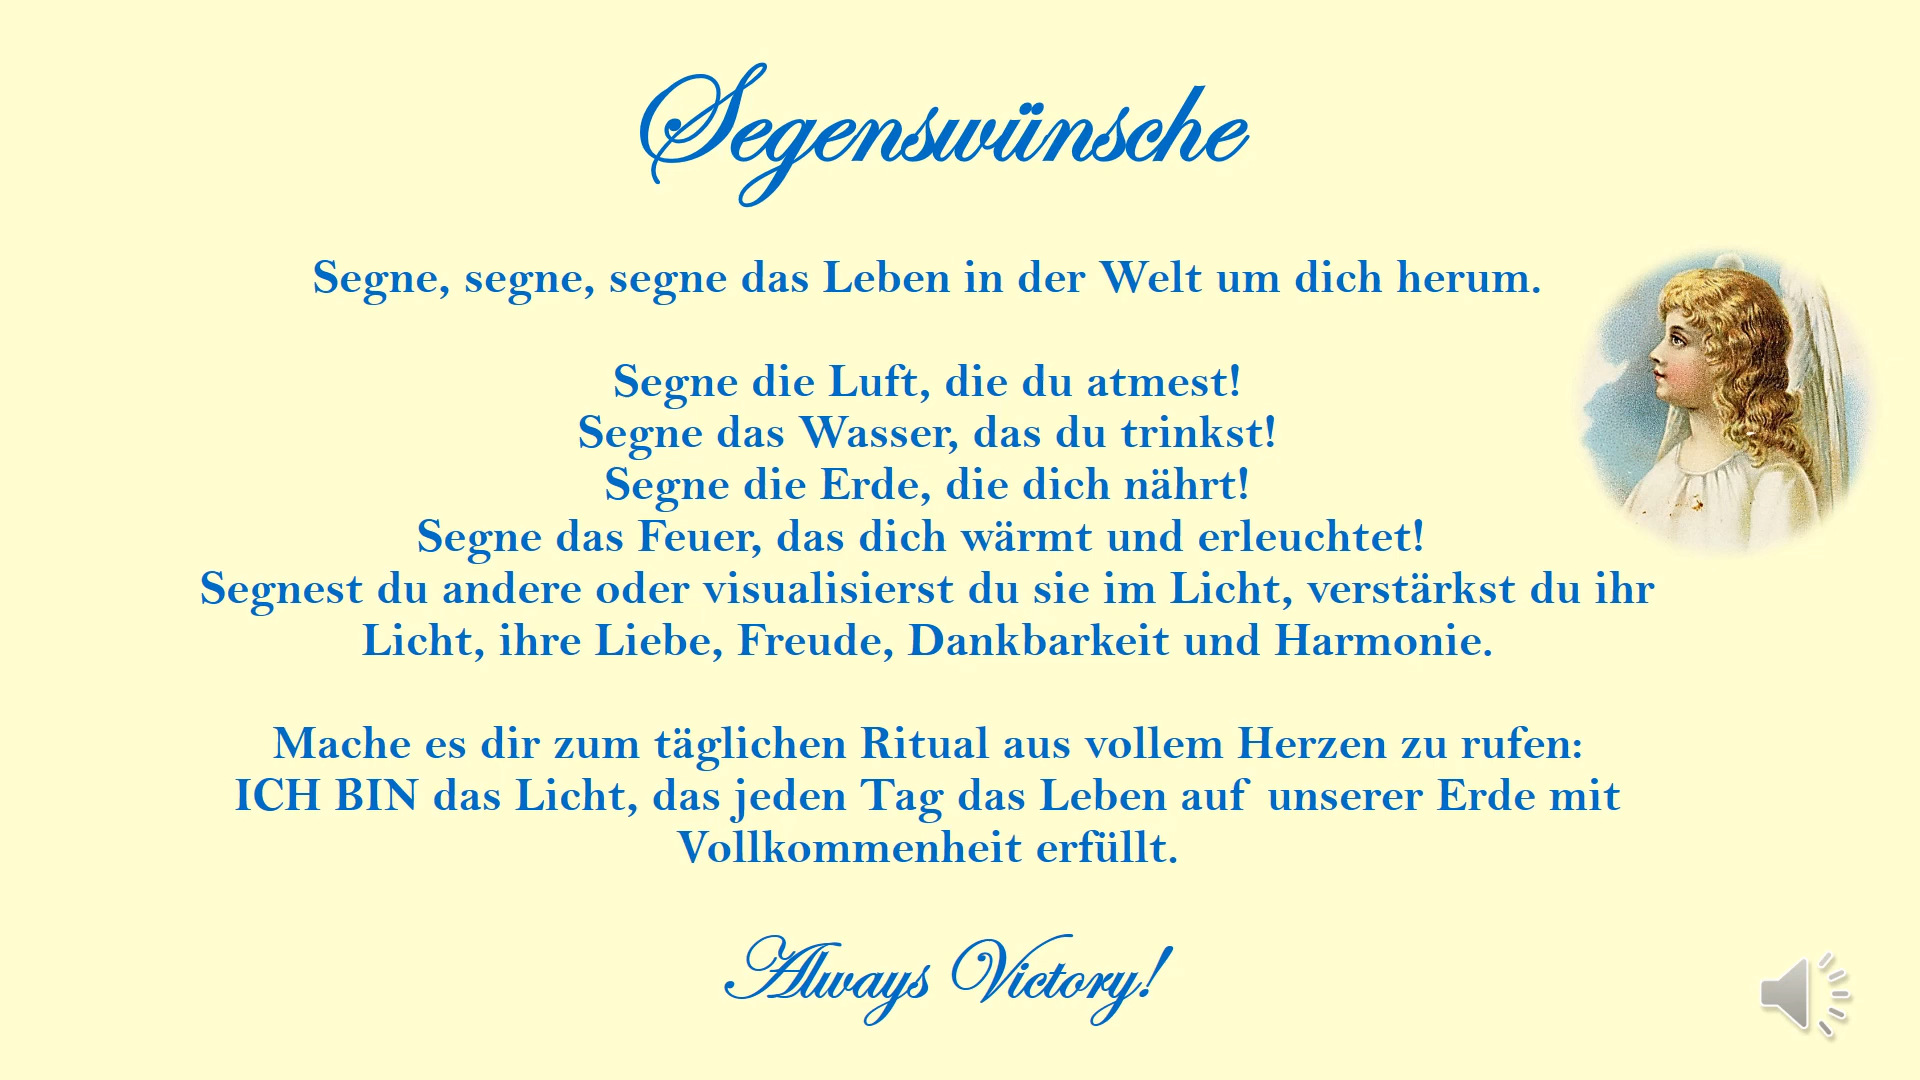 Segenswünsche
Segne, segne, segne das Leben in der Welt um dich herum.
Segne die Luft, die du atmest!
Segne das Wasser, das du trinkst!
Segne die Erde, die dich nährt!
Segne das Feuer, das dich wärmt und erleuchtet!
Segnest du andere oder visualisierst du sie im Licht, verstärkst du ihr
Licht, ihre Liebe, Freude, Dankbarkeit und Harmonie.
Mache es dir zum täglichen Ritual aus vollem Herzen zu rufen:
ICH BIN das Licht, das jeden Tag das Leben auf unserer Erde mit
Vollkommenheit erfüllt.
Always Victory!